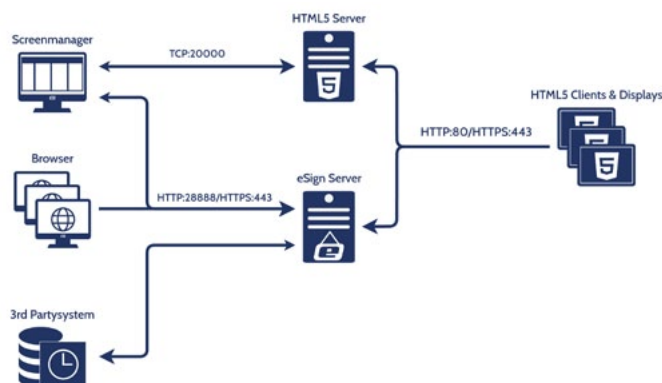 HTML5 Server
Screenmanager
TCP:20000
HTML5 Clients & Displays
HTTP:80/HTTPS:443
Browser
eSign Server
HTTP:28888/HTTPS:443
3rd Partysystem